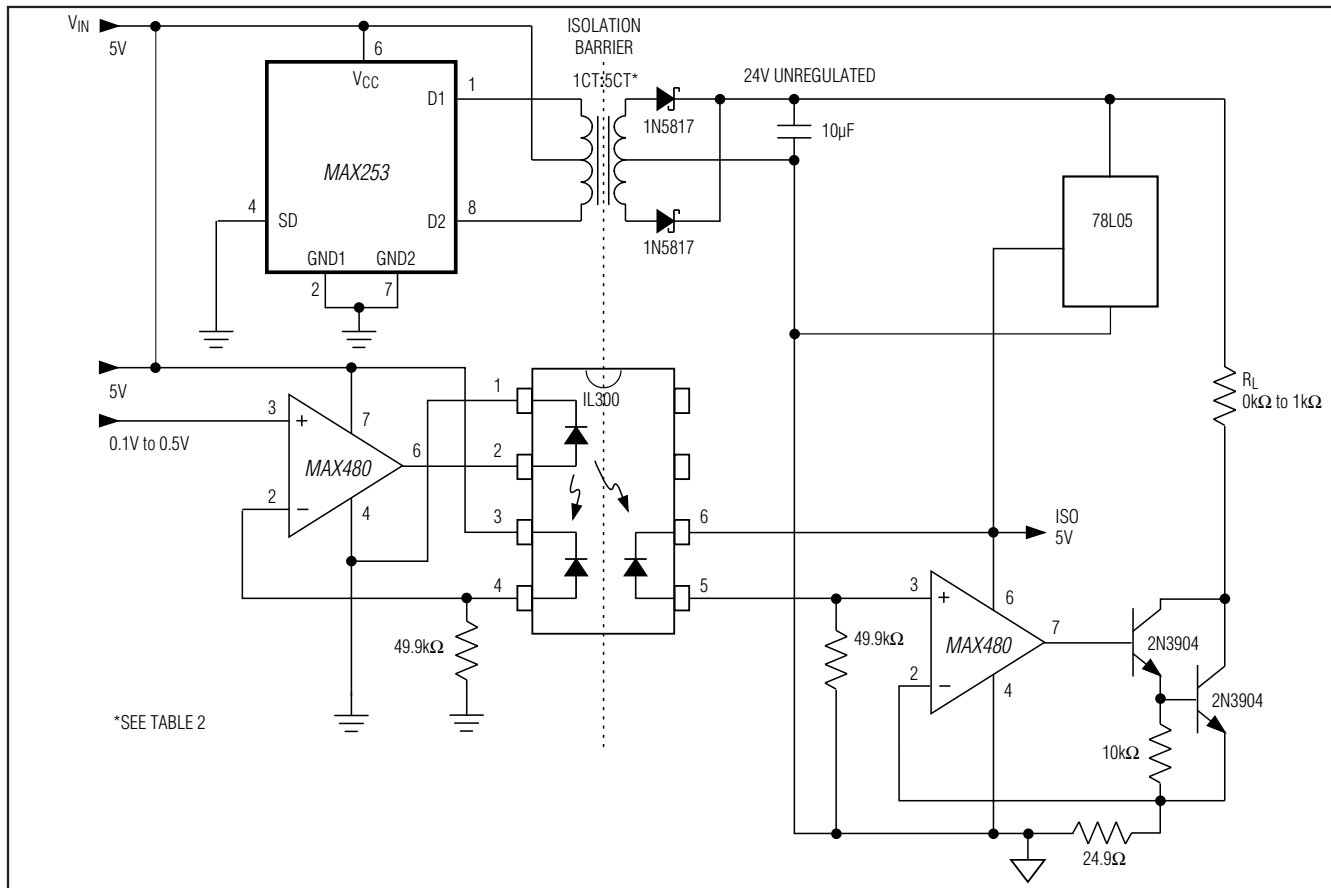 VIN
5V
ISOLATION
BARRIER
1CT:5CT*
24V UNREGULATED
6
VCC
D1
1
MAX253
4
SD
D2
8
GND1
GND2
2
7
1N5817
1N5817
10µF
78L05
RL
0kΩ to 1kΩ
5V
0.1V to 0.5V
3
+
7
MAX480
6
2
−
4
1
IL300
2
3
4
6
5
ISO
5V
49.9kΩ
49.9kΩ
3
+
6
MAX480
7
2
−
4
2N3904
2N3904
10kΩ
24.9Ω
*SEE TABLE 2